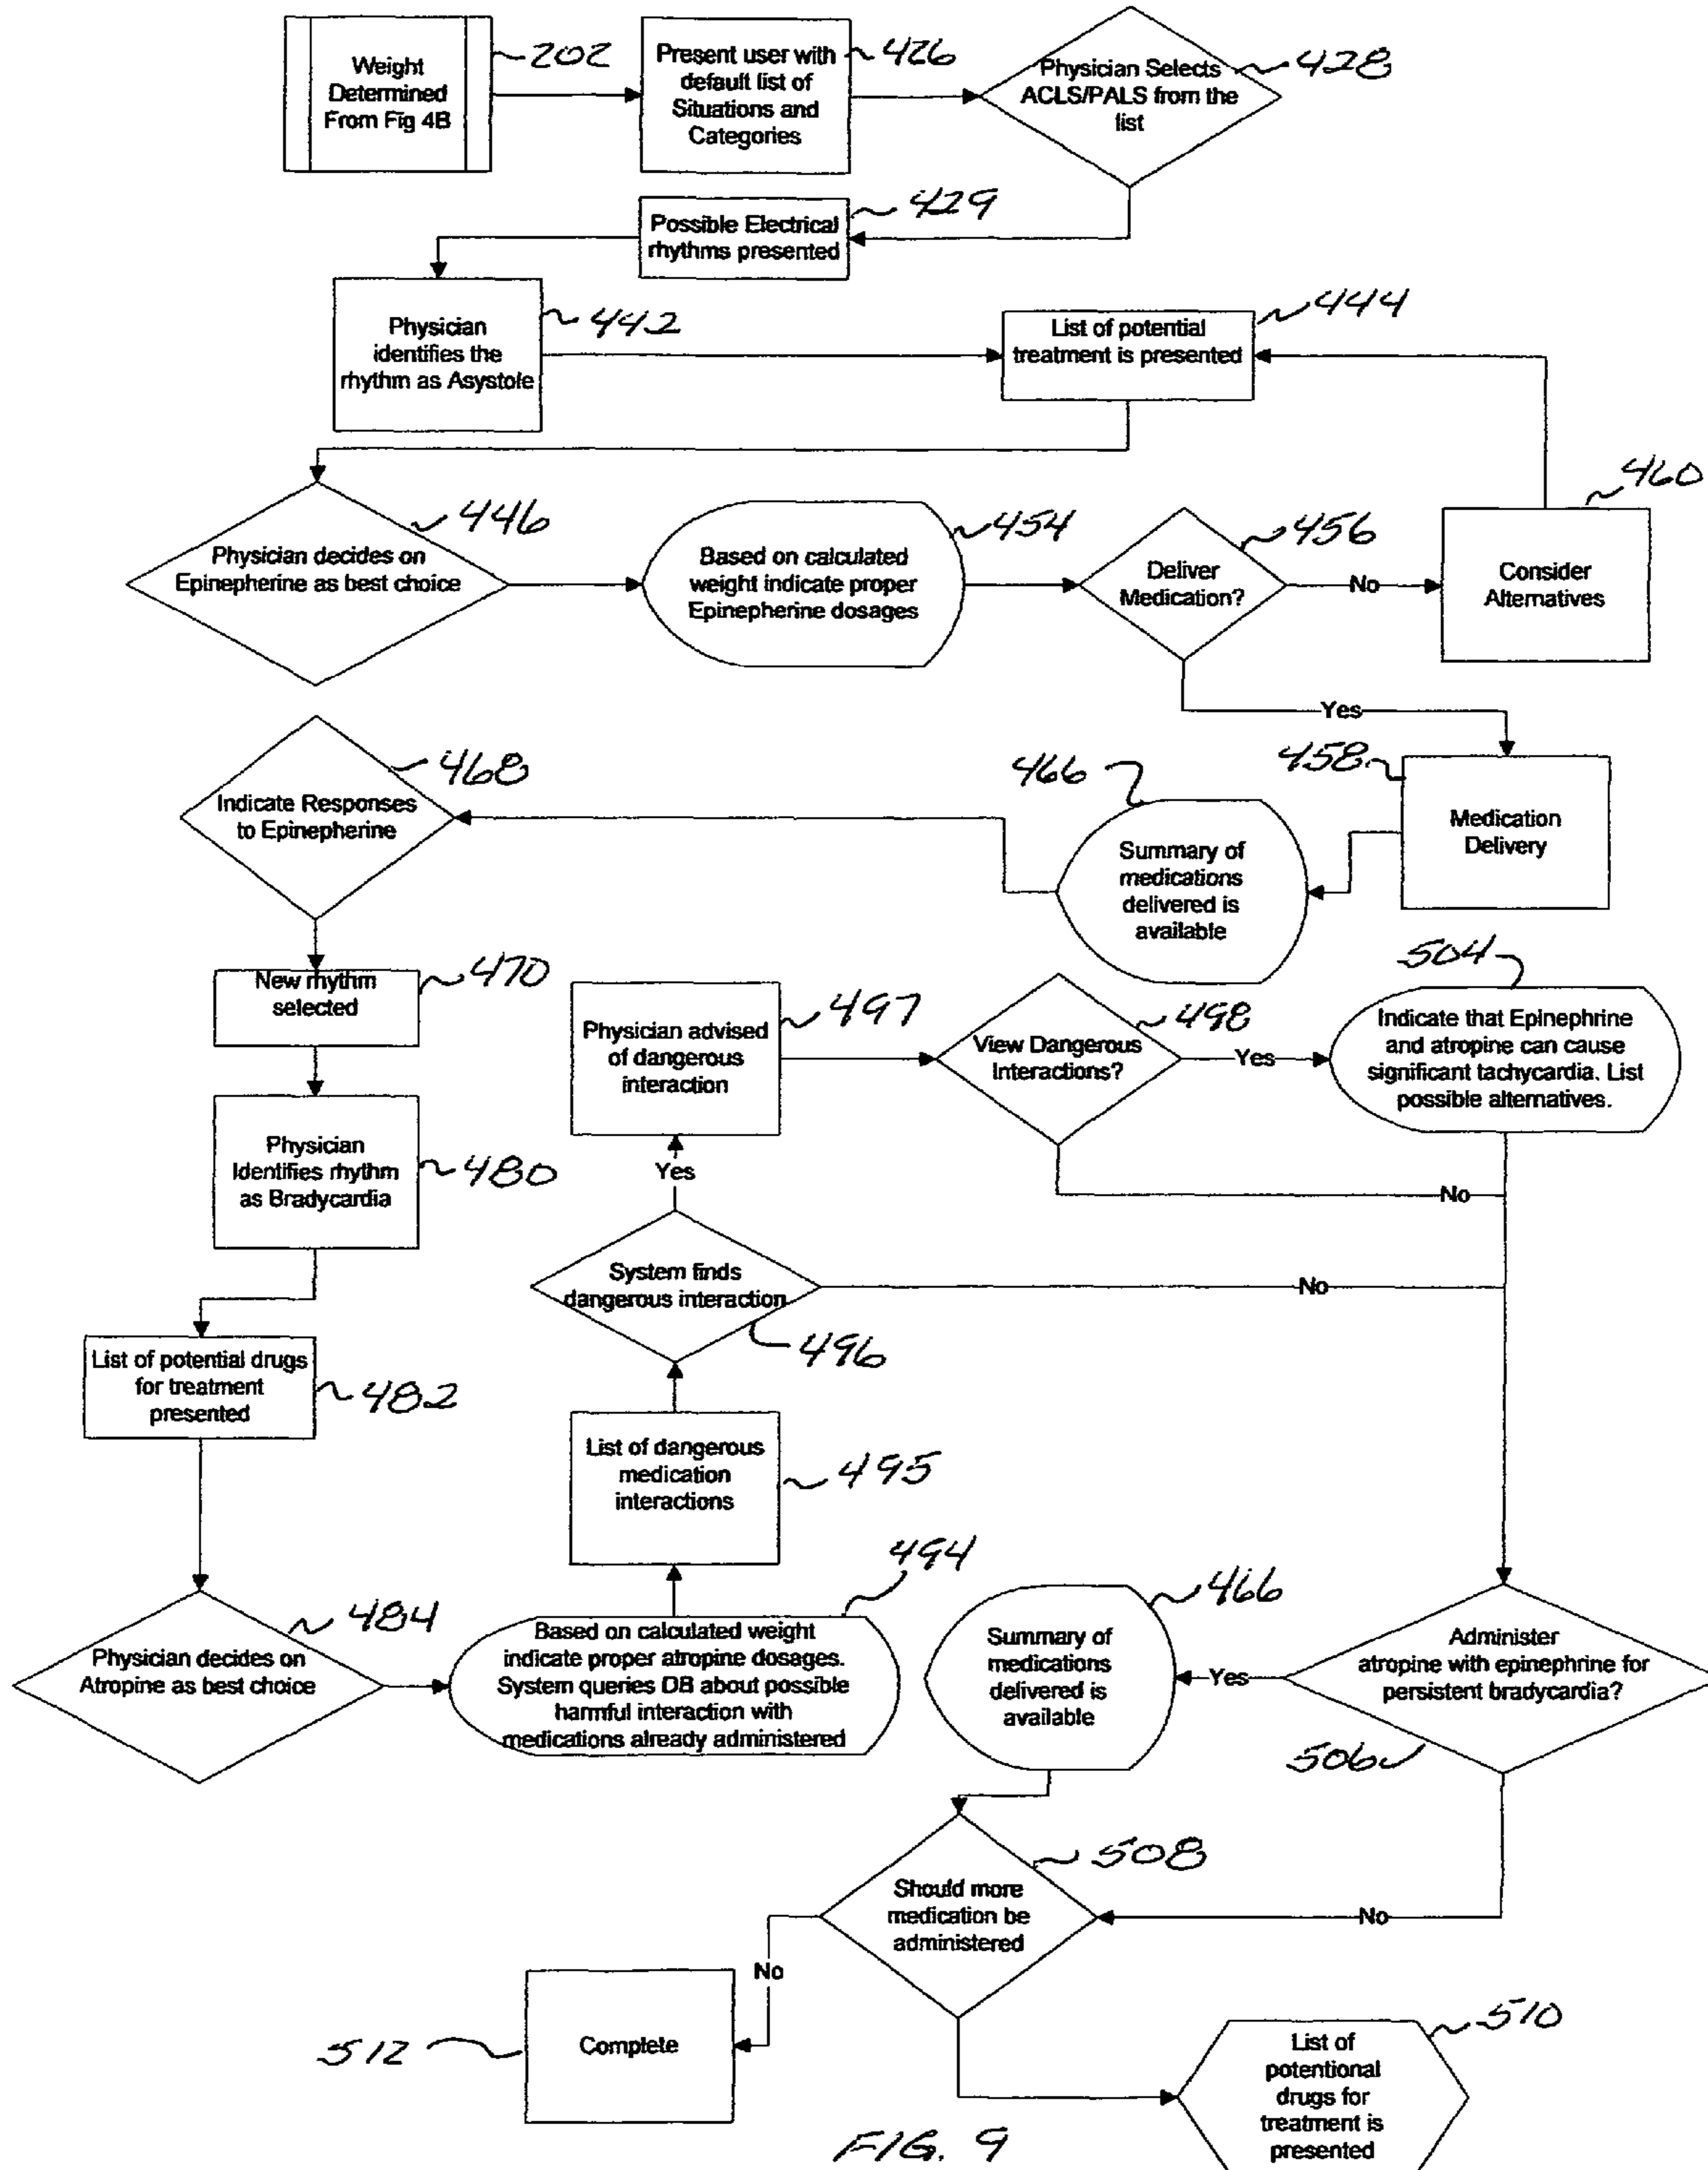 Weight
Determined
From Fig 4B
202
Present user with
default list of
Situations and
Categories
426
Physician Selects
ACLS/PALS from the
list
428
Possible Electrical
rhythms presented
429
Physician
identifies the
rhythm as Asystole
442
List of potential
treatment is presented
444
Physician decides on
Epinepherine as best choice
446
Based on calculated
weight indicate proper
Epinepherine dosages
454
Deliver
Medication?
456
No
Consider
Alternatives
460
Yes
Medication
Delivery
458
Summary of
medications
delivered is
available
466
Indicate Responses
to Epinepherine
468
New rhythm
selected
470
Physician
Identifies rhythm
as Bradycardia
480
List of potential drugs
for treatment
presented
482
Physician decides on
Atropine as best choice
484
Based on calculated weight
indicate proper atropine dosages.
System queries DB about possible
harmful interaction with
medications already administered
494
List of dangerous
medication
interactions
495
System finds
dangerous interaction
496
Yes
No
Physician advised
of dangerous
interaction
497
View Dangerous
Interactions?
498
Yes
No
Indicate that Epinephrine
and atropine can cause
significant tachycardia. List
possible alternatives.
504
Administer
atropine with epinephrine for
persistent bradycardia?
506
Yes
No
Summary of
medications
delivered is
available
466
Should more
medication be
administered
508
No
Complete
512
List of
potentional
drugs for
treatment is
presented
510
FIG. 9